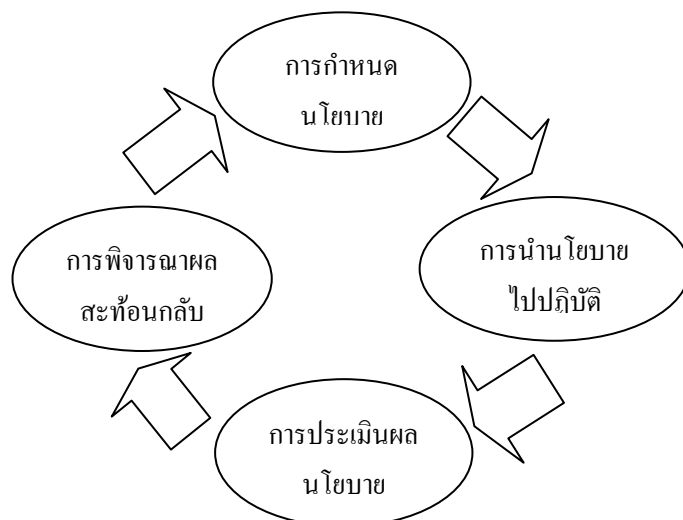 การกำหนด
นโยบาย
การนำนโยบาย
ไปปฏิบัติ
การประเมินผล
นโยบาย
การพิจารณาผล
สะท้อนกลับ